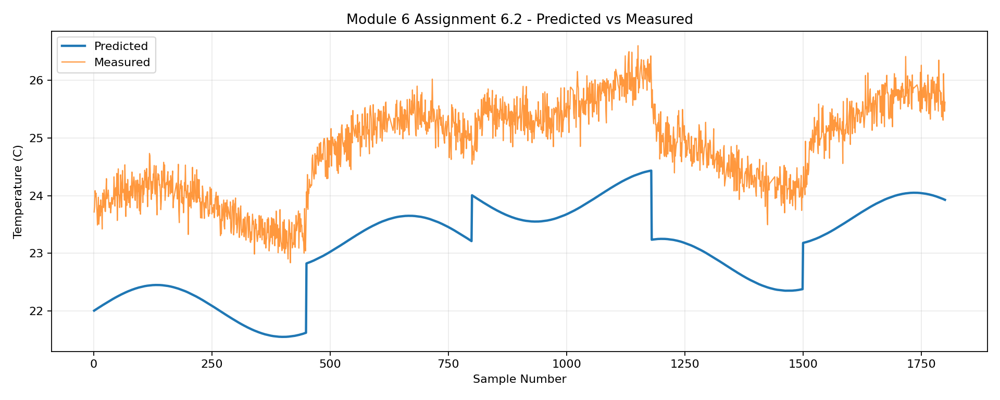 Module 6 Assignment 6.2 - Predicted vs Measured
Predicted
Measured
Temperature (C)
26
25
24
23
22
0 250 500 750 1000 1250 1500 1750
Sample Number